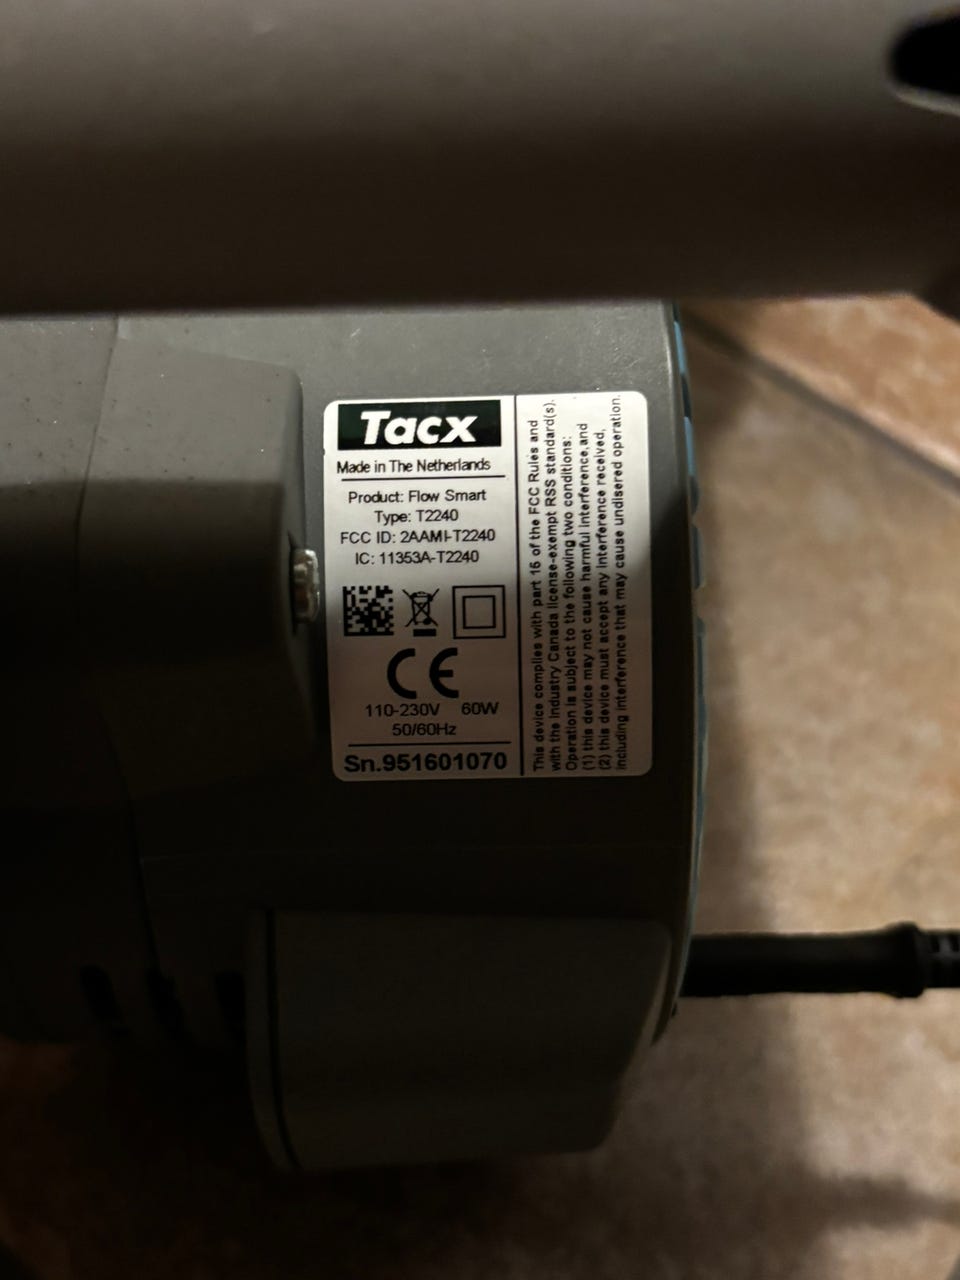 Tacx
Made in The Netherlands
Product: Flow Smart
Type: T2240
FCC ID: 2AAMI-T2240
IC: 11353A-T2240
CE
110-230V 60W
50/60Hz
Sn.951601070
This device complies with part 16 of the FCC Rules and
with the Industry Canada license-exempt RSS standard(s).
Operation is subject to the following two conditions:
(1) this device may not cause harmful interference,and
(2) this device must accept any interference received,
including interference that may cause undisered operation.